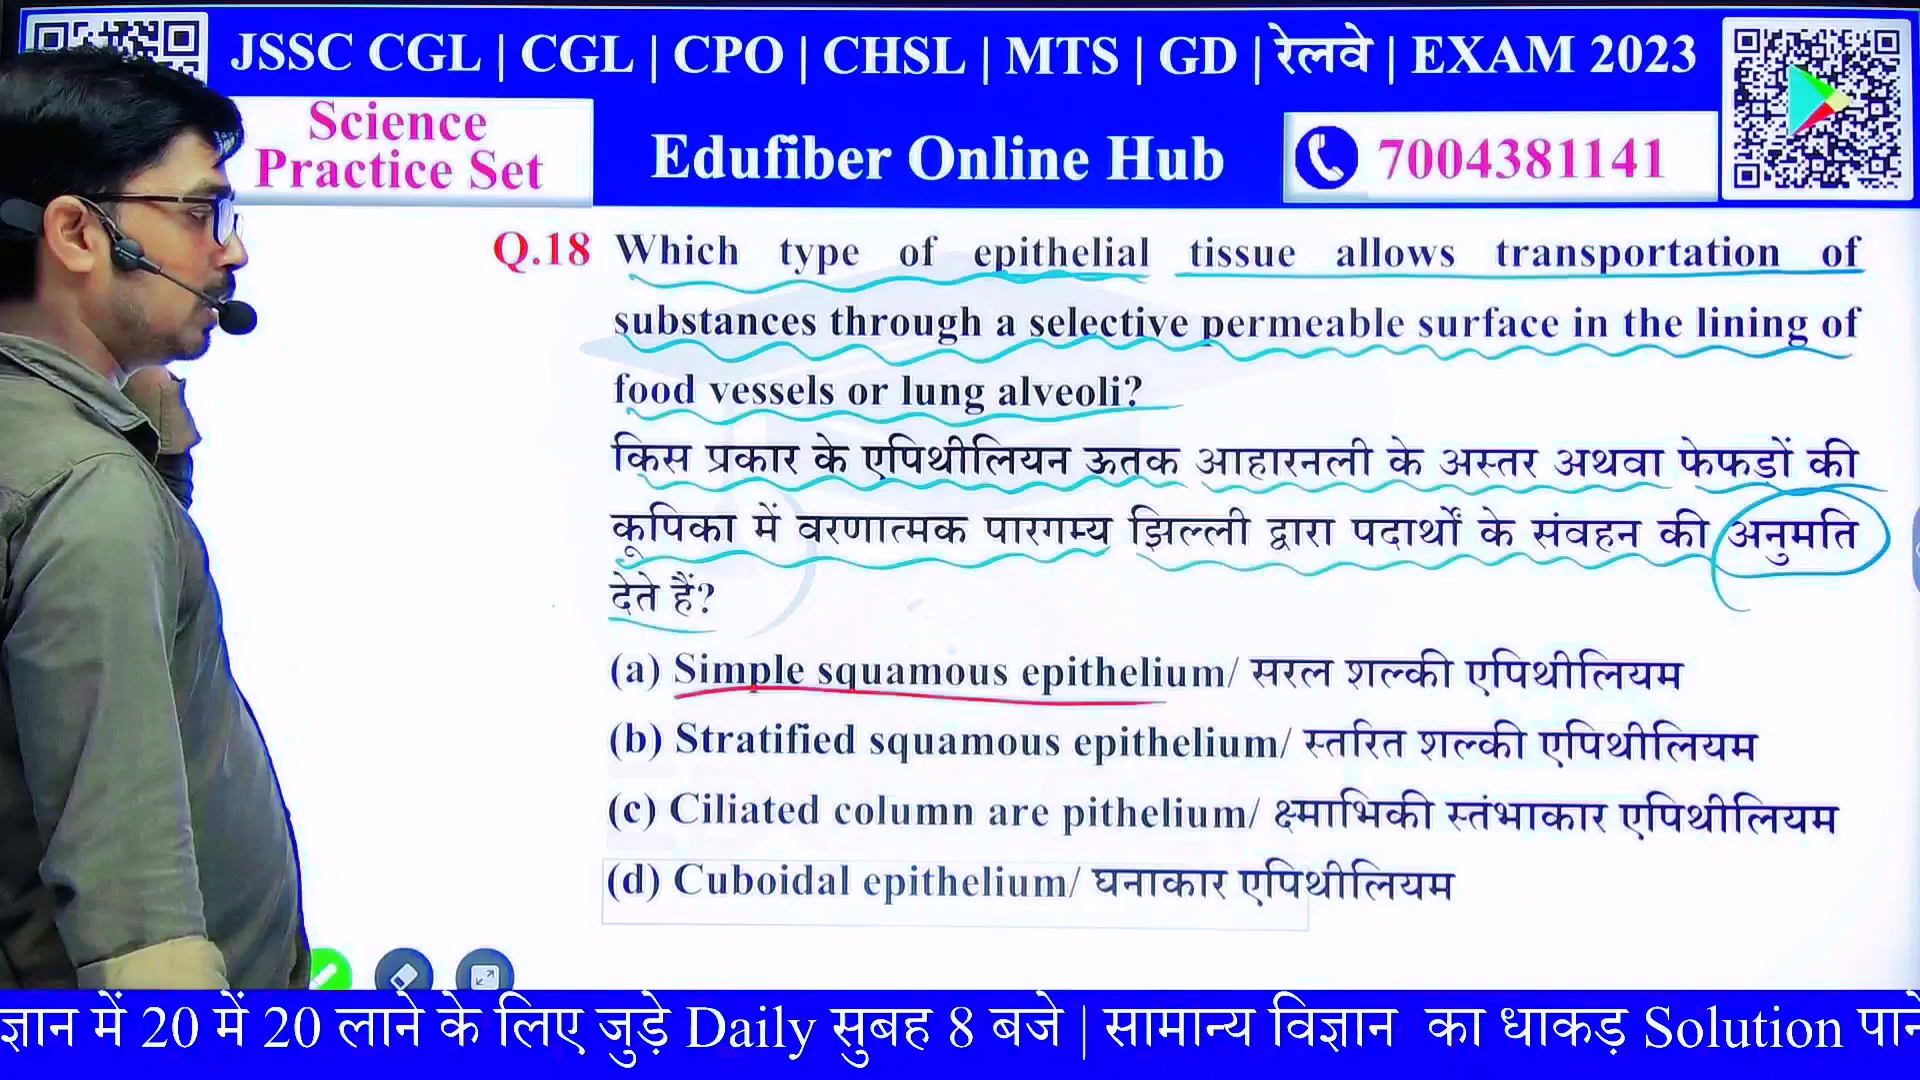 JSSC CGL | CGL | CPO | CHSL | MTS | GD | रेलवे | EXAM 2023
Science
Practice Set
Edufiber Online Hub
7004381141
Q.18 Which type of epithelial tissue allows transportation of
substances through a selective permeable surface in the lining of
food vessels or lung alveoli?
किस प्रकार के एपिथीलियन ऊतक आहारनली के अस्तर अथवा फेफडों की
कूपिका में वरणात्मक पारगम्य झिल्ली द्वारा पदार्थों के संवहन की अनुमति
देते हैं?
(a) Simple squamous epithelium/ सरल शल्की एपिथीलियम
(b) Stratified squamous epithelium/ स्तरित शल्की एपिथीलियम
(c) Ciliated column are pithelium/ क्ष्माभिकी स्तंभाकार एपिथीलियम
(d) Cuboidal epithelium/ घनाकार एपिथीलियम
ज्ञान में 20 में 20 लाने के लिए जुड़े Daily सुबह 8 बजे | सामान्य विज्ञान का धाकड़ Solution पाने